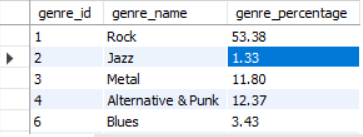 genre_id genre_name genre_percentage
1 Rock 53.38
2 Jazz 1.33
3 Metal 11.80
4 Alternative & Punk 12.37
6 Blues 3.43